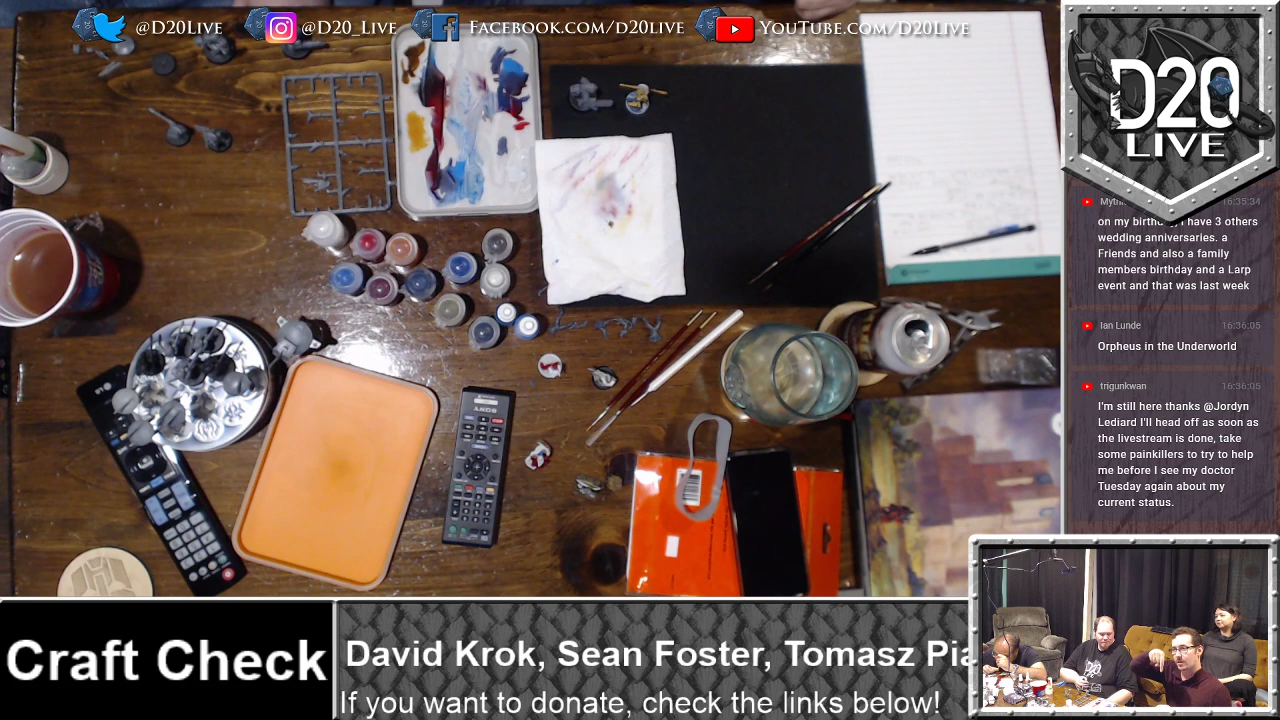 @D20Live
@D20_Live
Facebook.com/d20live
YouTube.com/D20Live
D20
LIVE
16:35:34
on my birthday, i have 3 others
wedding anniversaries. a
Friends and also a family
members birthday and a Larp
event and that was last week
Ian Lunde
16:36:05
Orpheus in the Underworld
trigunkwan
16:36:05
I'm still here thanks @Jordyn
Lediard I'll head off as soon as
the livestream is done, take
some painkillers to try to help
me before I see my doctor
Tuesday again about my
current status.
SONY
Craft Check
David Krok, Sean Foster, Tomasz Pia
If you want to donate, check the links below!